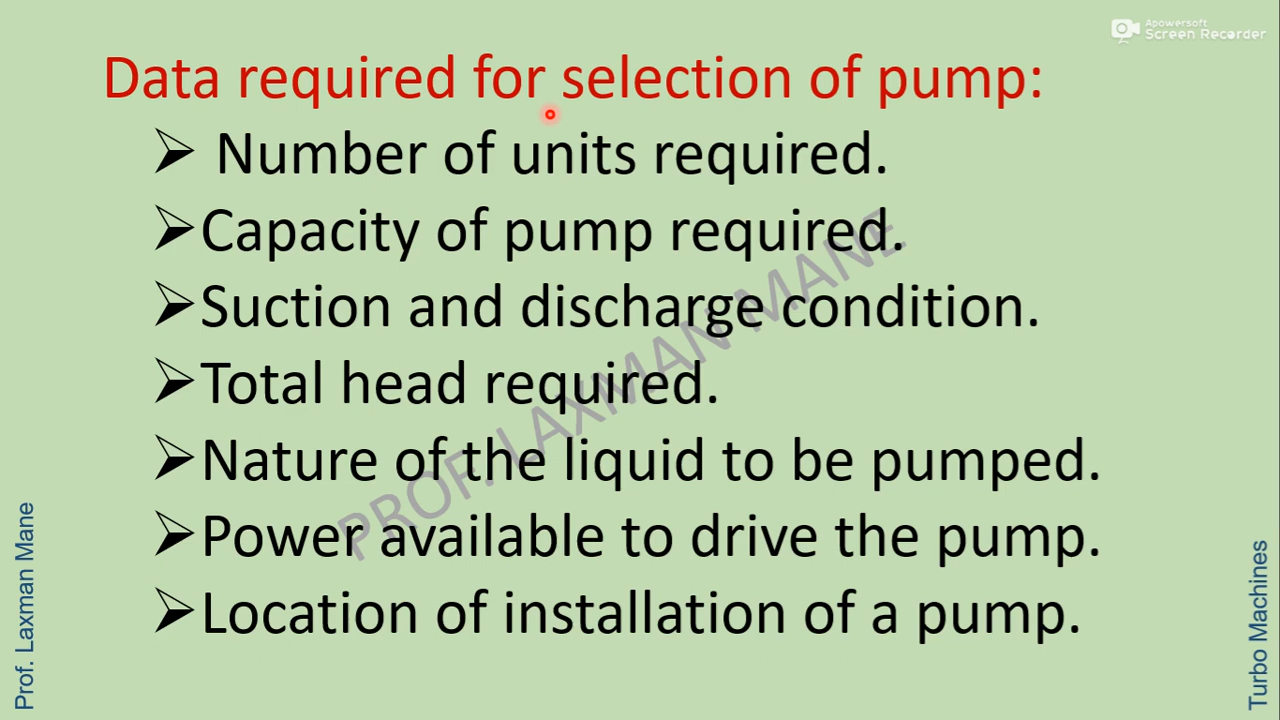 Apowersoft
Screen Recorder
Data required for selection of pump:
➢ Number of units required.
➢Capacity of pump required.
➢Suction and discharge condition.
➢Total head required.
➢Nature of the liquid to be pumped.
➢Power available to drive the pump.
➢Location of installation of a pump.
PROF. LAXMAN MANE
Prof. Laxman Mane
Turbo Machines